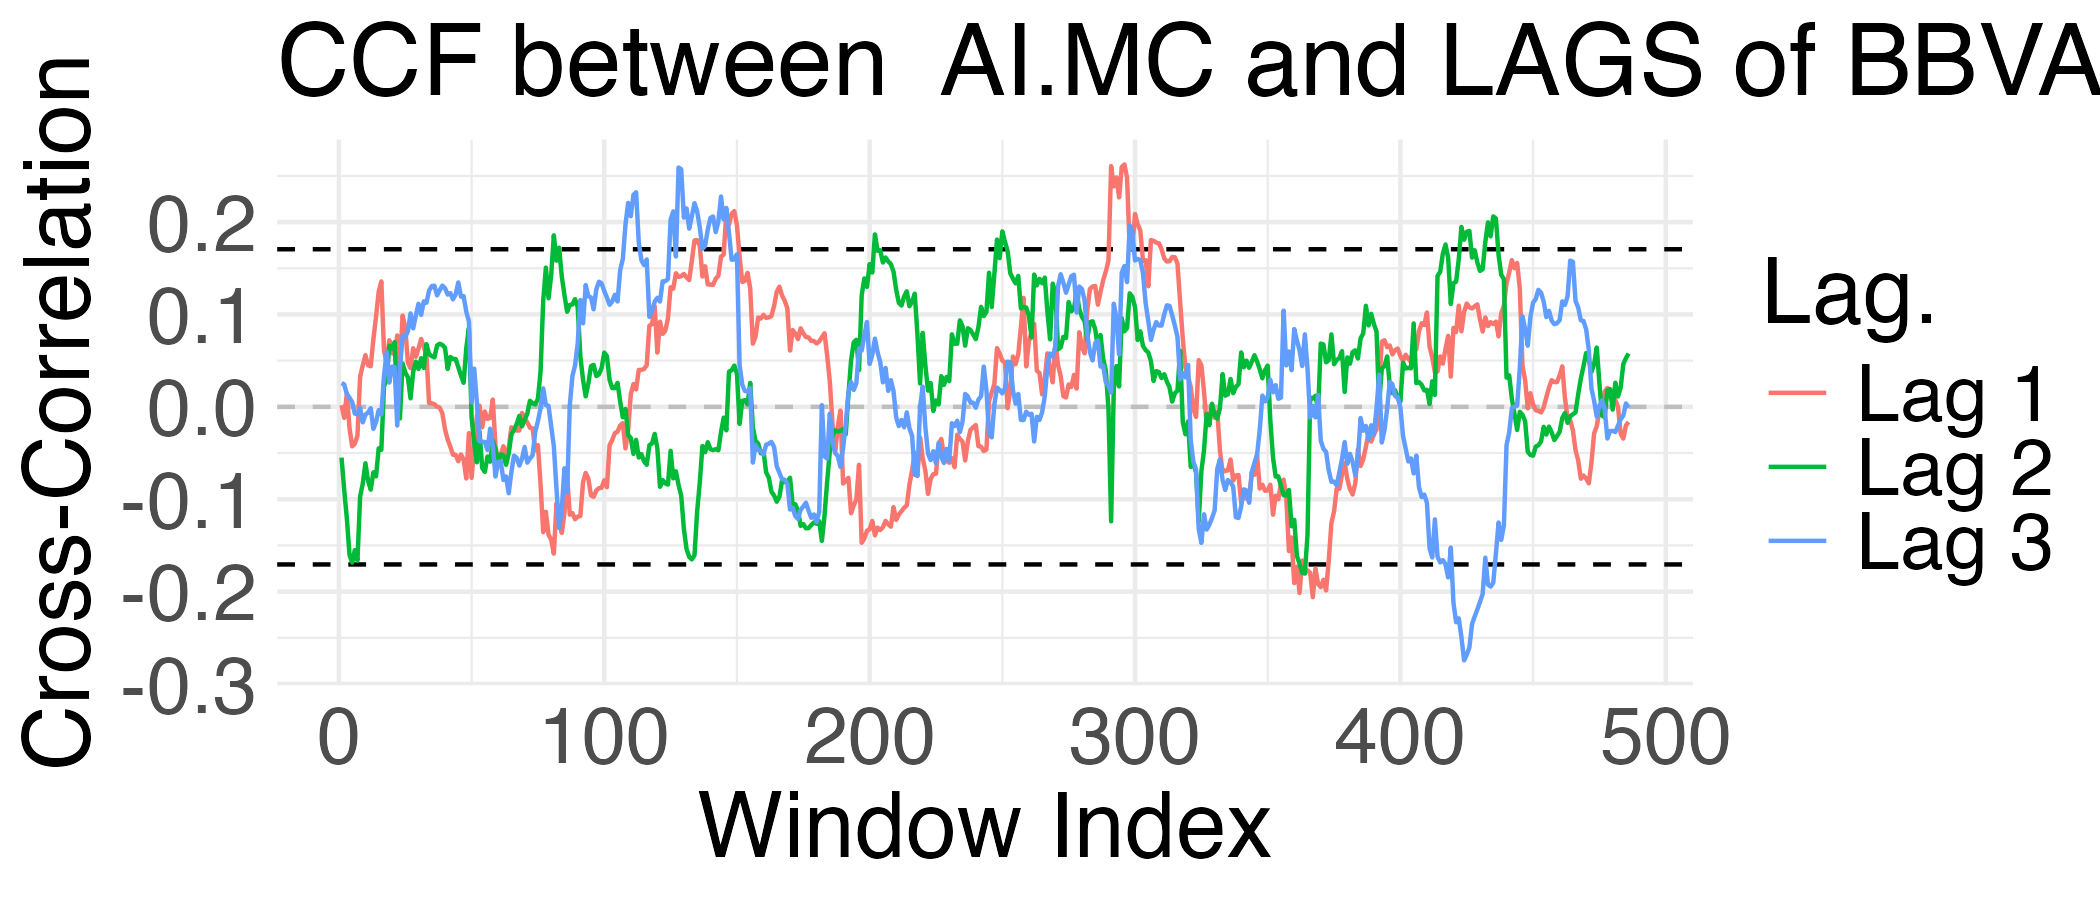 CCF between  AI.MC and LAGS of BBVA
Cross-Correlation
0.2
0.1
0.0
-0.1
-0.2
-0.3
0 100 200 300 400 500
Window Index
Lag.
Lag 1
Lag 2
Lag 3